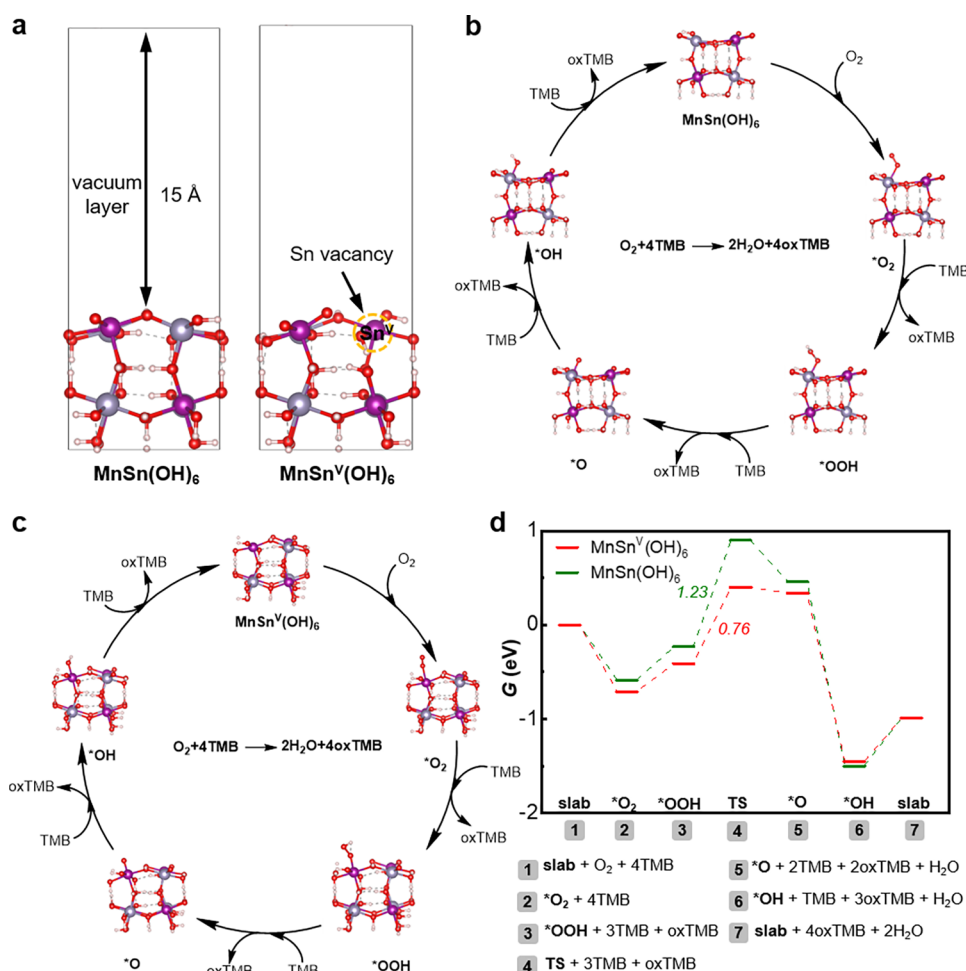 a
vacuum
layer
15 Å
Sn vacancy
Snⱽ
MnSn(OH)₆
MnSnⱽ(OH)₆
b
MnSn(OH)₆
O₂
*O₂
TMB
oxTMB
*OOH
TMB
oxTMB
*O
TMB
oxTMB
*OH
TMB
oxTMB
O₂+4TMB → 2H₂O+4oxTMB
c
MnSnⱽ(OH)₆
O₂
*O₂
TMB
oxTMB
*OOH
TMB
oxTMB
*O
TMB
oxTMB
*OH
TMB
oxTMB
O₂+4TMB → 2H₂O+4oxTMB
d
G (eV)
1
0
-1
-2
MnSnⱽ(OH)₆
MnSn(OH)₆
1.23
0.76
slab *O₂ *OOH TS *O *OH slab
1 2 3 4 5 6 7
1 slab + O₂ + 4TMB
2 *O₂ + 4TMB
3 *OOH + 3TMB + oxTMB
4 TS + 3TMB + oxTMB
5 *O + 2TMB + 2oxTMB + H₂O
6 *OH + TMB + 3oxTMB + H₂O
7 slab + 4oxTMB + 2H₂O